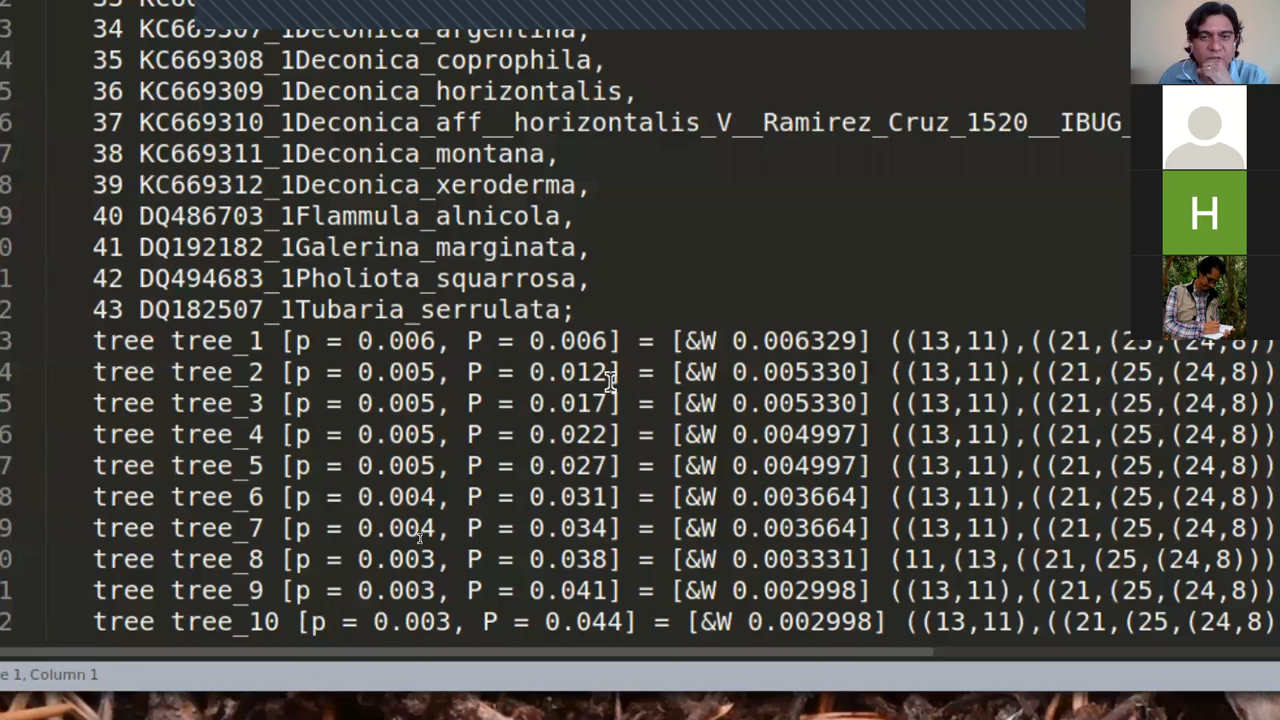 34 KC669307_1Deconica_argentina,
35 KC669308_1Deconica_coprophila,
36 KC669309_1Deconica_horizontalis,
37 KC669310_1Deconica_aff__horizontalis_V__Ramirez_Cruz_1520__IBUG_
38 KC669311_1Deconica_montana,
39 KC669312_1Deconica_xeroderma,
40 DQ486703_1Flammula_alnicola,
41 DQ192182_1Galerina_marginata,
42 DQ494683_1Pholiota_squarrosa,
43 DQ182507_1Tubaria_serrulata;
tree tree_1 [p = 0.006, P = 0.006] = [&W 0.006329] ((13,11),((21,(25,(24,8))
tree tree_2 [p = 0.005, P = 0.012] = [&W 0.005330] ((13,11),((21,(25,(24,8))
tree tree_3 [p = 0.005, P = 0.017] = [&W 0.005330] ((13,11),((21,(25,(24,8))
tree tree_4 [p = 0.005, P = 0.022] = [&W 0.004997] ((13,11),((21,(25,(24,8))
tree tree_5 [p = 0.005, P = 0.027] = [&W 0.004997] ((13,11),((21,(25,(24,8))
tree tree_6 [p = 0.004, P = 0.031] = [&W 0.003664] ((13,11),((21,(25,(24,8))
tree tree_7 [p = 0.004, P = 0.034] = [&W 0.003664] ((13,11),((21,(25,(24,8))
tree tree_8 [p = 0.003, P = 0.038] = [&W 0.003331] (11,(13,((21,(25,(24,8)))
tree tree_9 [p = 0.003, P = 0.041] = [&W 0.002998] ((13,11),((21,(25,(24,8))
tree tree_10 [p = 0.003, P = 0.044] = [&W 0.002998] ((13,11),((21,(25,(24,8)
e 1, Column 1
H